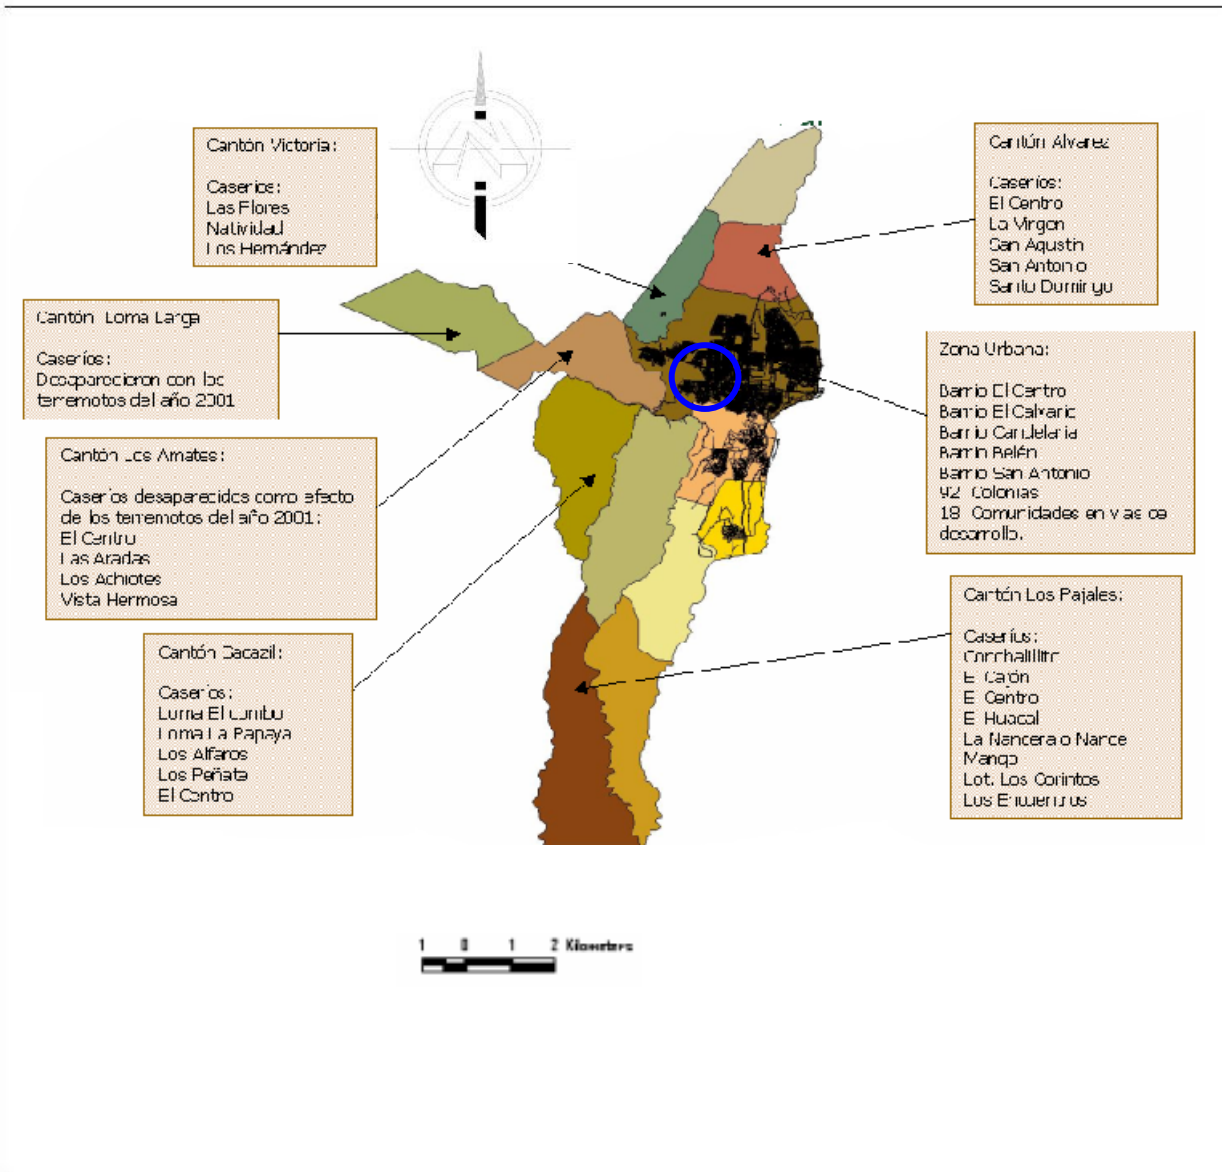 Cantón Victoria:
Caseríos:
Las Flores
Natividad
Los Hernández
Cantón Alvarez
Caseríos:
El Centro
La Virgen
San Agustín
San Antonio
Santo Domingo
Cantón Loma Larga
Caseríos:
Desaparecieron con los
terremotos del año 2001
Zona Urbana:
Barrio El Centro
Barrio El Calvario
Barrio Candelaria
Barrio Belén
Barrio San Antonio
92 Colonias
18 Comunidades en vías de
desarrollo.
Cantón Los Amates:
Caseríos desaparecidos como efecto
de los terremotos del año 2001:
El Centro
Las Aradas
Los Achiotes
Vista Hermosa
Cantón Los Pajales:
Caseríos:
Conchalillito
El Cajón
El Centro
El Huacal
La Nancera o Nance
Mango
Lot. Los Corintos
Los Encuentros
Cantón Sacazil:
Caseríos:
Loma El
Loma La Papaya
Los Alfaros
Los Peñate
El Centro
1 0 1 2 Kilometers